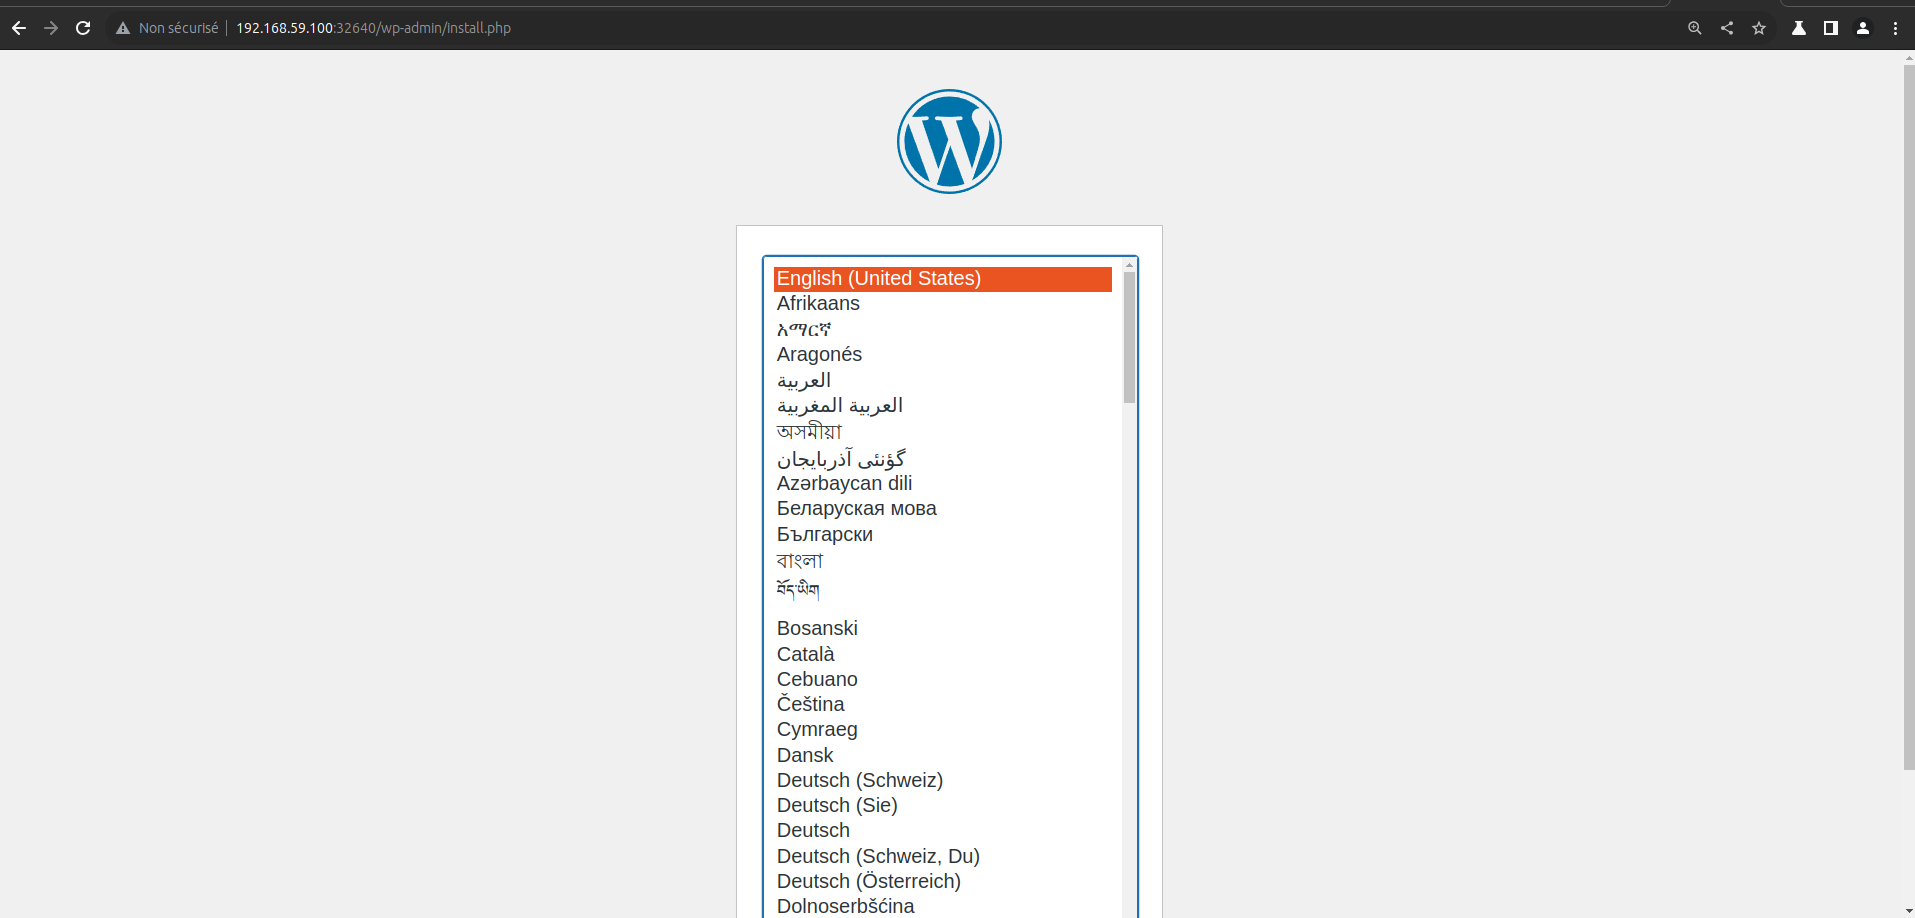 Non sécurisé | 192.168.59.100:32640/wp-admin/install.php
English (United States)
Afrikaans
አማርኛ
Aragonés
العربية
العربية المغربية
অসমীয়া
گؤنئی آذربایجان
Azərbaycan dili
Беларуская мова
Български
বাংলা
བོད་ཡིག
Bosanski
Català
Cebuano
Čeština
Cymraeg
Dansk
Deutsch (Schweiz)
Deutsch (Sie)
Deutsch
Deutsch (Schweiz, Du)
Deutsch (Österreich)
Dolnoserbšćina